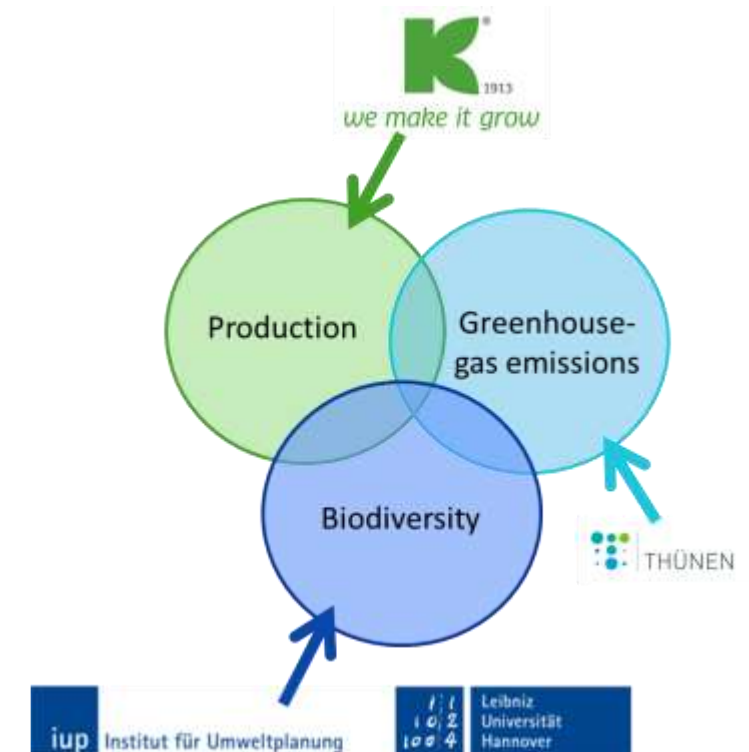 K®
1913
we make it grow
Production
Greenhouse-
gas emissions
Biodiversity
THÜNEN
iup Institut für Umweltplanung
Leibniz
Universität
Hannover